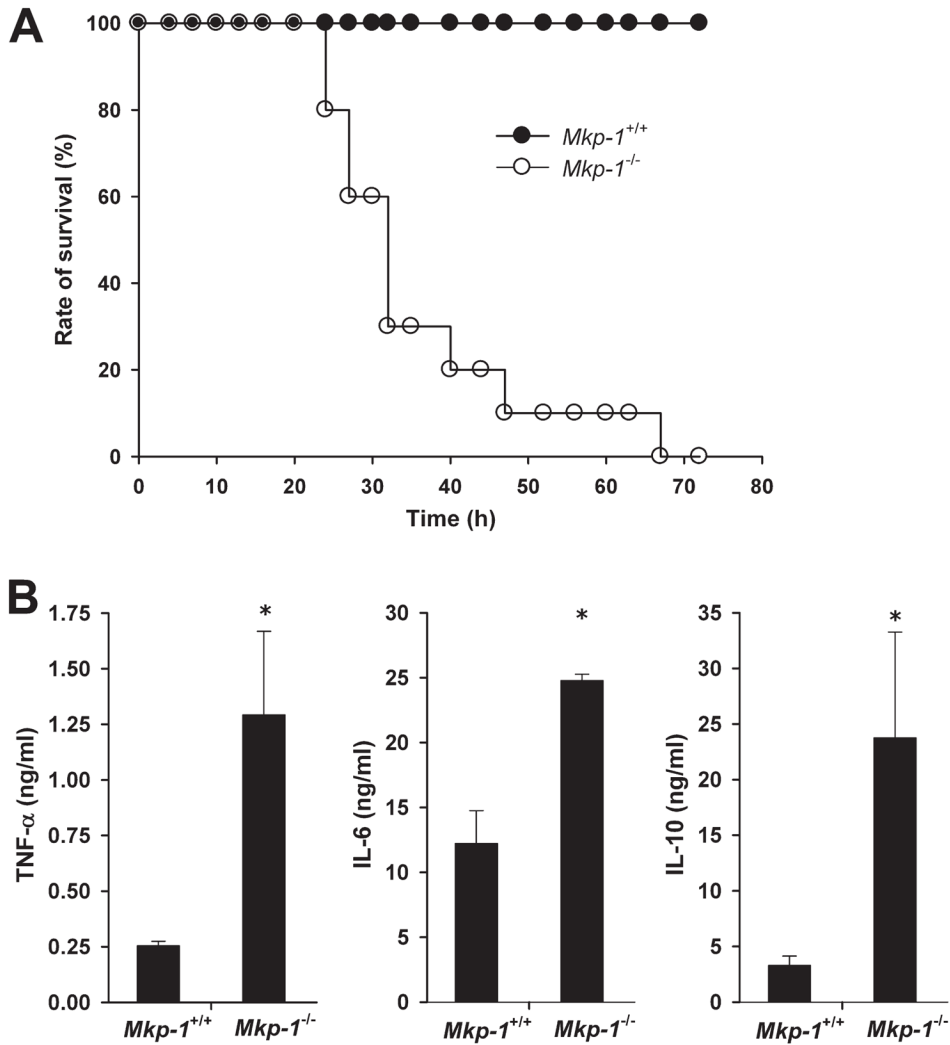 A
Rate of survival (%)
100
80
60
40
20
0
Mkp-1+/+
Mkp-1-/-
0 10 20 30 40 50 60 70 80
Time (h)
B
TNF-α (ng/ml)
1.75
1.50
1.25
1.00
0.75
0.50
0.25
0.00
*
Mkp-1+/+ Mkp-1-/-
IL-6 (ng/ml)
30
25
20
15
10
5
0
*
Mkp-1+/+ Mkp-1-/-
IL-10 (ng/ml)
35
30
25
20
15
10
5
0
*
Mkp-1+/+ Mkp-1-/-